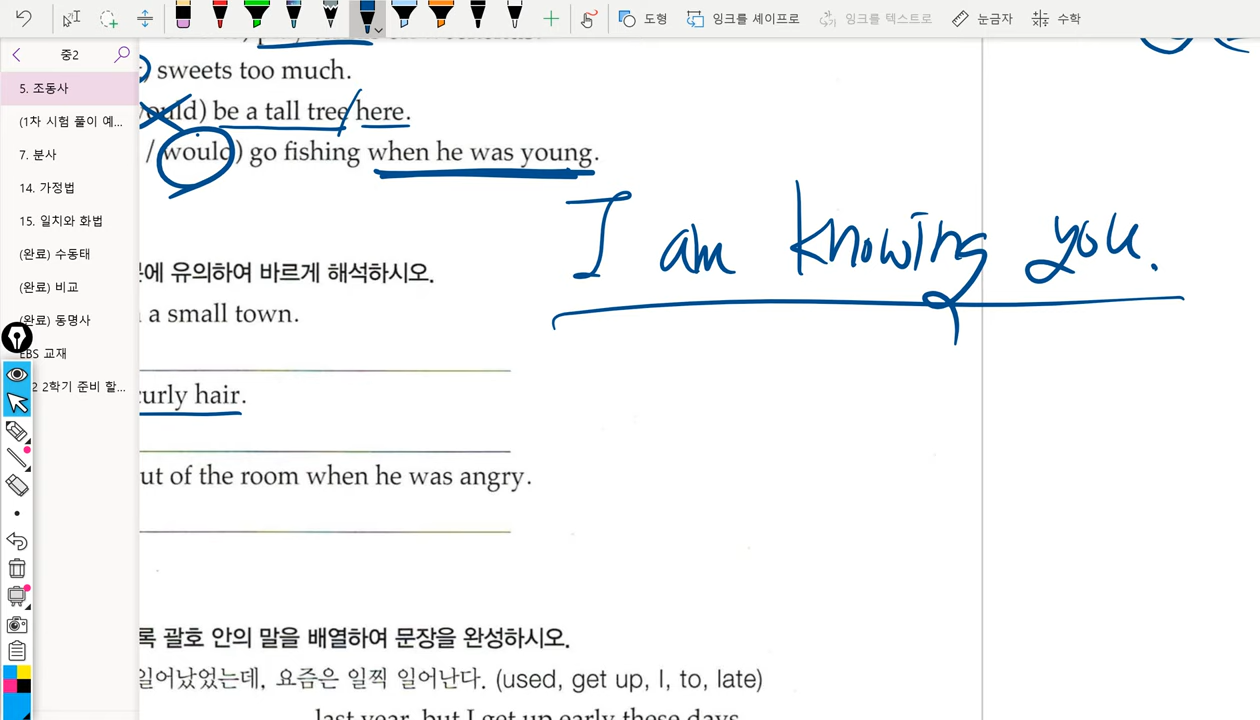 도형
잉크를 셰이프로
잉크를 텍스트로
눈금자
수학
중2
5. 조동사
(1차 시험 풀이 예...
7. 분사
14. 가정법
15. 일치와 화법
(완료) 수동태
(완료) 비교
(완료) 동명사
EBS 교재
2 2학기 준비 할...
sweets too much.
would) be a tall tree / here.
/ would) go fishing when he was young.
I am knowing you.
에 유의하여 바르게 해석하시오.
a small town.
curly hair.
ut of the room when he was angry.
록 괄호 안의 말을 배열하여 문장을 완성하시오.
일어났었는데, 요즘은 일찍 일어난다. (used, get up, I, to, late)
last year, but I get up early these days.